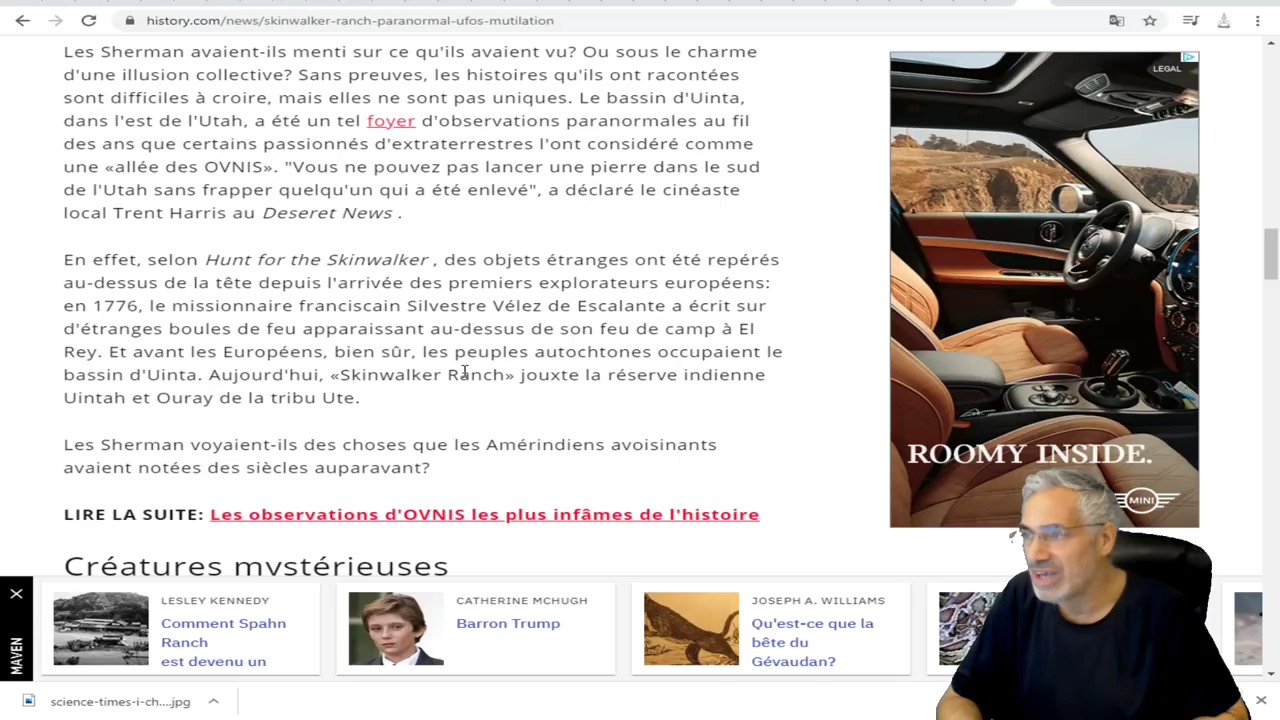 history.com/news/skinwalker-ranch-paranormal-ufos-mutilation
Les Sherman avaient-ils menti sur ce qu'ils avaient vu? Ou sous le charme
d'une illusion collective? Sans preuves, les histoires qu'ils ont racontées
sont difficiles à croire, mais elles ne sont pas uniques. Le bassin d'Uinta,
dans l'est de l'Utah, a été un tel foyer d'observations paranormales au fil
des ans que certains passionnés d'extraterrestres l'ont considéré comme
une «allée des OVNIS». "Vous ne pouvez pas lancer une pierre dans le sud
de l'Utah sans frapper quelqu'un qui a été enlevé", a déclaré le cinéaste
local Trent Harris au Deseret News .
En effet, selon Hunt for the Skinwalker , des objets étranges ont été repérés
au-dessus de la tête depuis l'arrivée des premiers explorateurs européens:
en 1776, le missionnaire franciscain Silvestre Vélez de Escalante a écrit sur
d'étranges boules de feu apparaissant au-dessus de son feu de camp à El
Rey. Et avant les Européens, bien sûr, les peuples autochtones occupaient le
bassin d'Uinta. Aujourd'hui, «Skinwalker Ranch» jouxte la réserve indienne
Uintah et Ouray de la tribu Ute.
Les Sherman voyaient-ils des choses que les Amérindiens avoisinants
avaient notées des siècles auparavant?
LIRE LA SUITE: Les observations d'OVNIS les plus infâmes de l'histoire
Créatures mystérieuses
LEGAL
ROOMY INSIDE.
MINI
MAVEN
LESLEY KENNEDY
Comment Spahn
Ranch
est devenu un
CATHERINE MCHUGH
Barron Trump
JOSEPH A. WILLIAMS
Qu'est-ce que la
bête du
Gévaudan?
science-times-i-ch....jpg